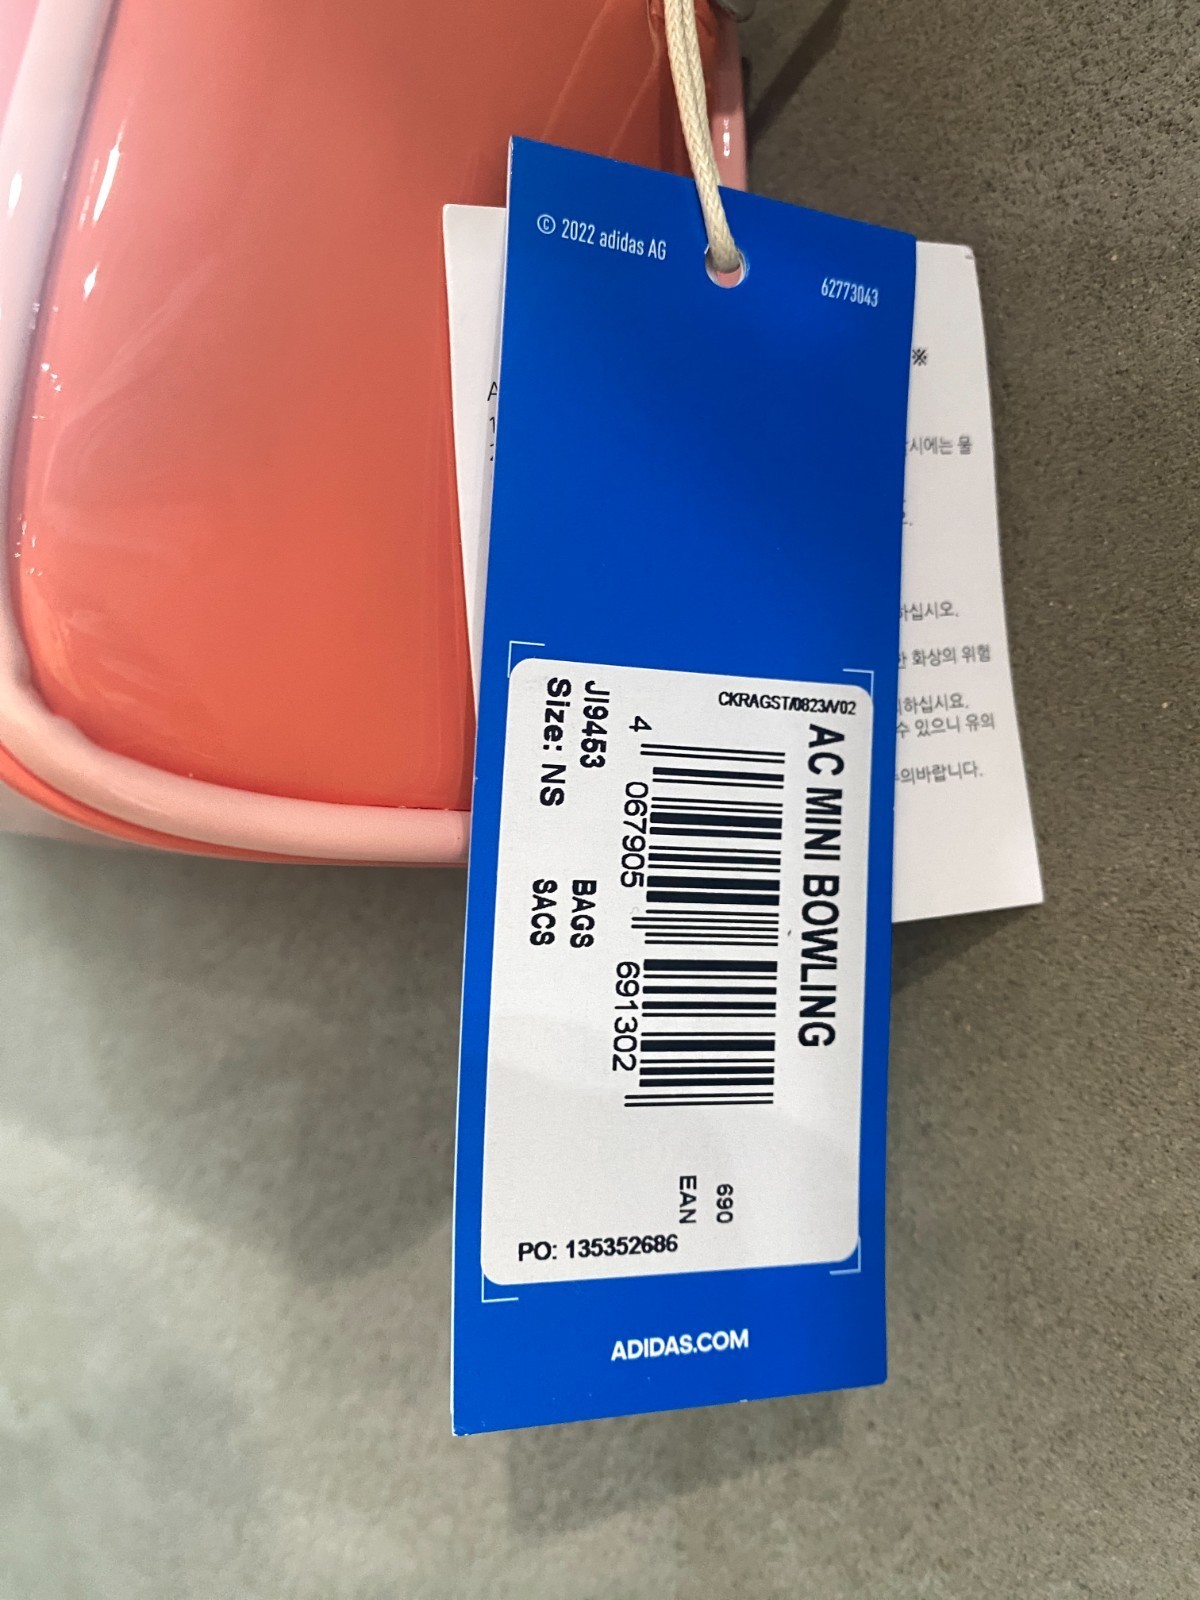 © 2022 adidas AG
62773043
CKRAGST/0823/V02
AC MINI BOWLING
4 067905 691302
JI9453
Size: NS
BAGS
SACS
690
EAN
PO: 135352686
ADIDAS.COM
※
시에는 물
하십시오.
화상의 위험
하십시요.
수 있으니 유의
의바랍니다.